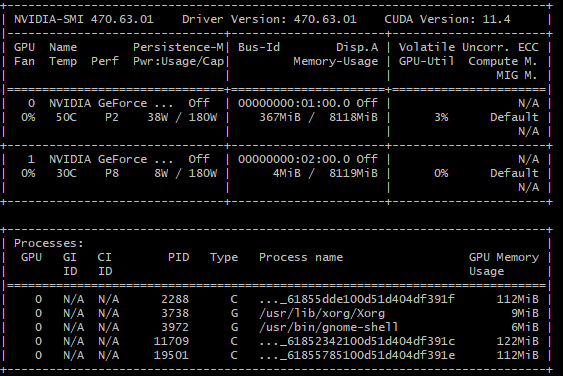 NVIDIA-SMI 470.63.01 Driver Version: 470.63.01 CUDA Version: 11.4
GPU Name Persistence-M| Bus-Id Disp.A | Volatile Uncorr. ECC
Fan Temp Perf Pwr:Usage/Cap| Memory-Usage | GPU-Util Compute M.
MIG M.
0 NVIDIA GeForce ... Off | 00000000:01:00.0 Off | N/A
0% 50C P2 38W / 180W | 367MiB / 8118MiB | 3% Default
N/A
1 NVIDIA GeForce ... Off | 00000000:02:00.0 Off | N/A
0% 30C P8 8W / 180W | 4MiB / 8119MiB | 0% Default
N/A
Processes:
GPU GI CI PID Type Process name GPU Memory
ID ID Usage
0 N/A N/A 2288 C ..._61855dde100d51d404df391f 112MiB
0 N/A N/A 3738 G /usr/lib/xorg/Xorg 9MiB
0 N/A N/A 3972 G /usr/bin/gnome-shell 6MiB
0 N/A N/A 11709 C ..._618523421​00d51d404df391c 122MiB
0 N/A N/A 19501 C ..._61855785100d51d404df391e 112MiB